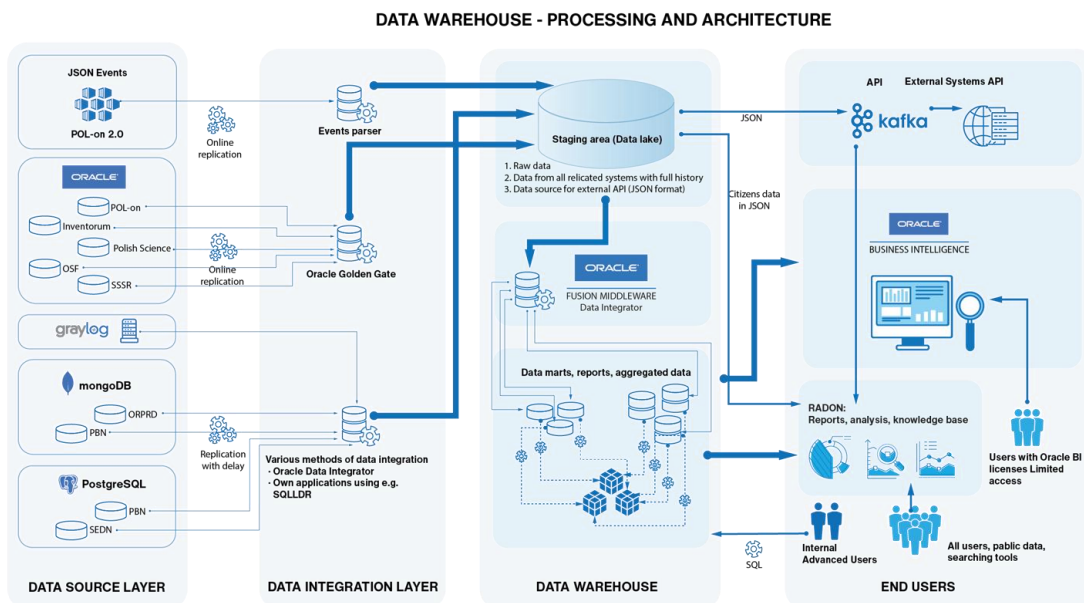 DATA WAREHOUSE - PROCESSING AND ARCHITECTURE
JSON Events
POL-on 2.0
Online
replication
Events parser
ORACLE
POL-on
Inventorum
Polish Science
OSF
SSSR
Online
replication
Oracle Golden Gate
graylog
mongoDB
ORPRD
PBN
Replication
with delay
PostgreSQL
PBN
SEDN
Various methods of data integration
· Oracle Data Integrator
· Own applications using e.g.
SQLLDR
Staging area (Data lake)
1. Raw data
2. Data from all relicated systems with full history
3. Data source for external API (JSON format)
ORACLE
FUSION MIDDLEWARE
Data Integrator
Data marts, reports, aggregated data
JSON
Citizens data
in JSON
SQL
API
External Systems API
kafka
ORACLE
BUSINESS INTELLIGENCE
RADON:
Reports, analysis, knowledge base
Users with Oracle BI
licenses Limited
access
Internal
Advanced Users
All users, pablic data,
searching tools
DATA SOURCE LAYER
DATA INTEGRATION LAYER
DATA WAREHOUSE
END USERS